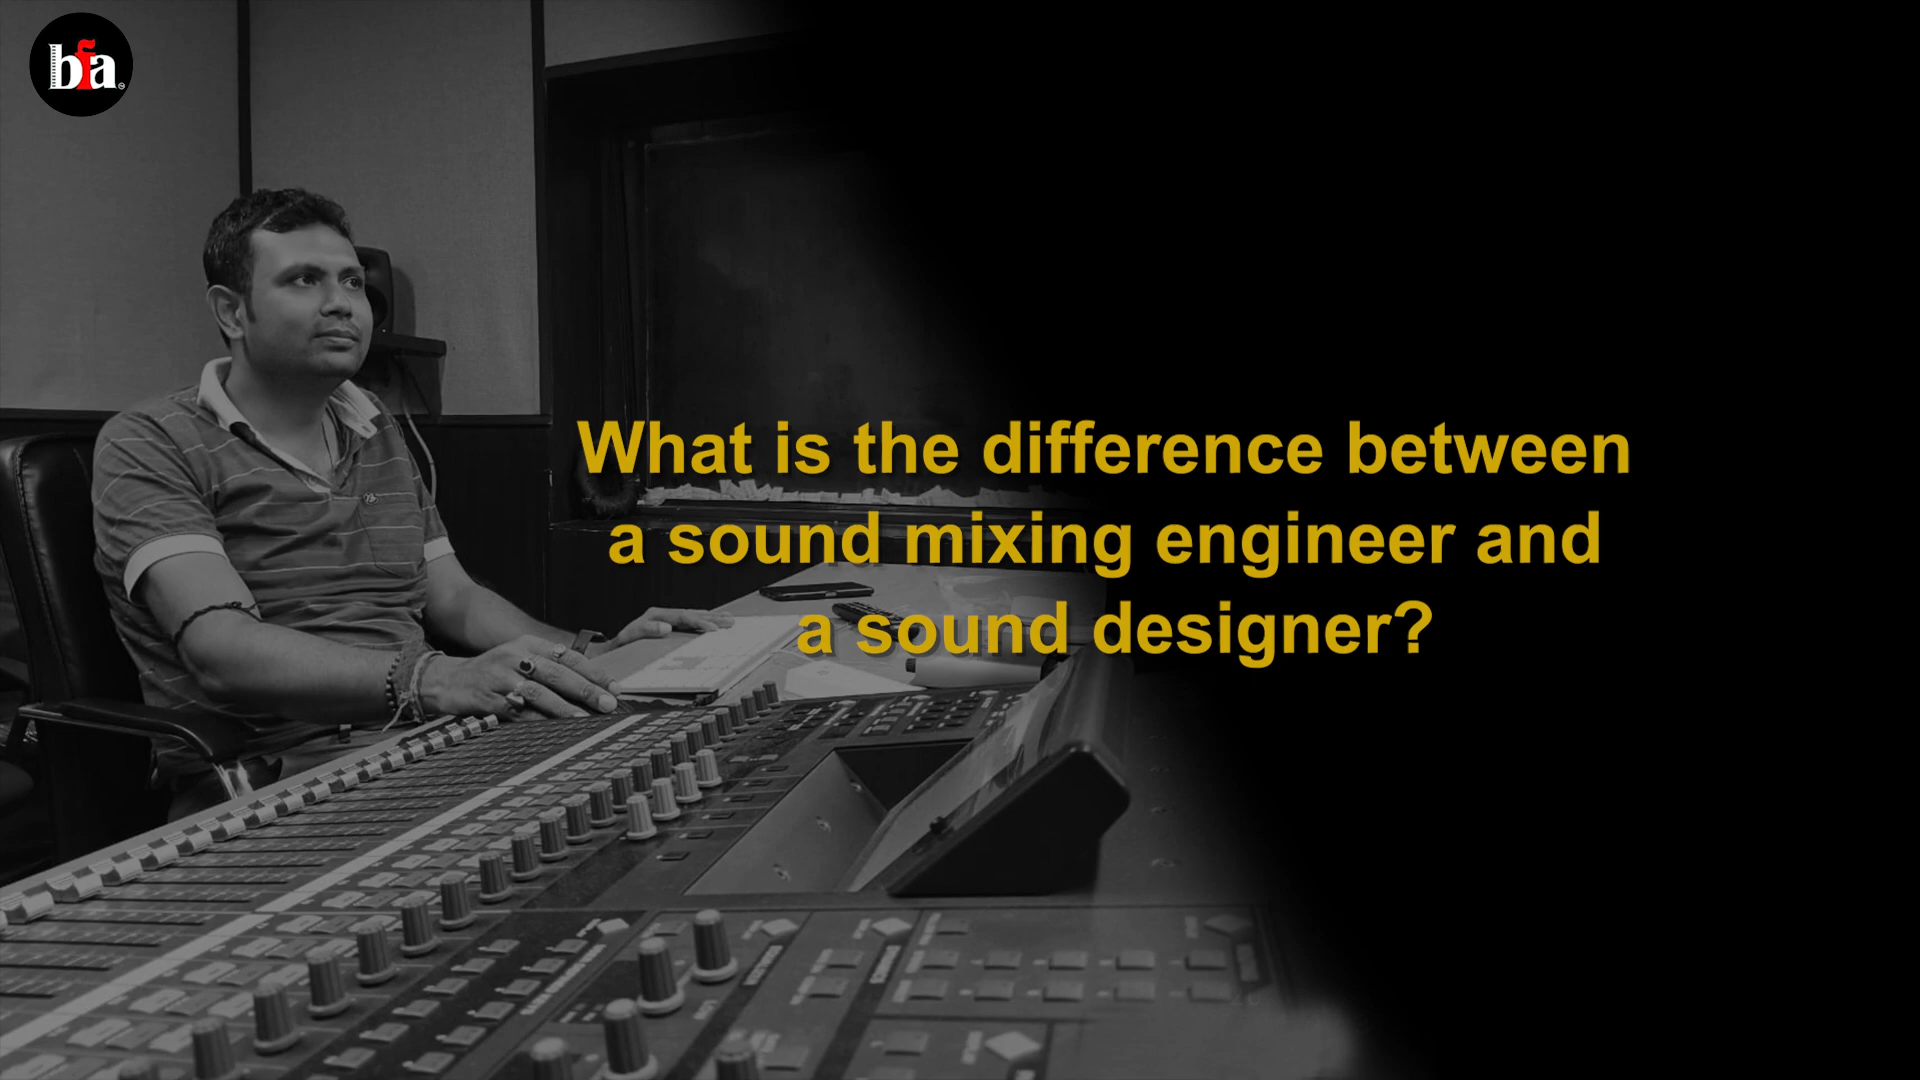 bfa
What is the difference between
a sound mixing engineer and
a sound designer?